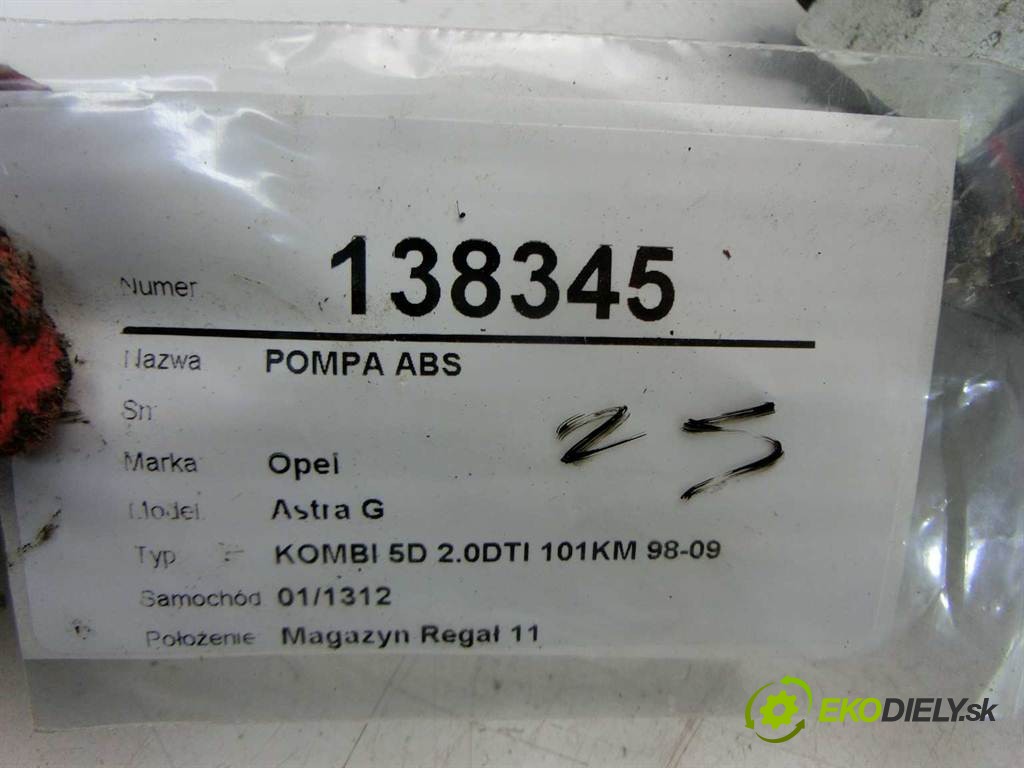 Numer 138345
Nazwa POMPA ABS
Sn
25
Marka Opel
Model Astra G
Typ KOMBI 5D 2.0DTI 101KM 98-09
Samochód 01/1312
Położenie Magazyn Regał 11
EKODIELY.sk